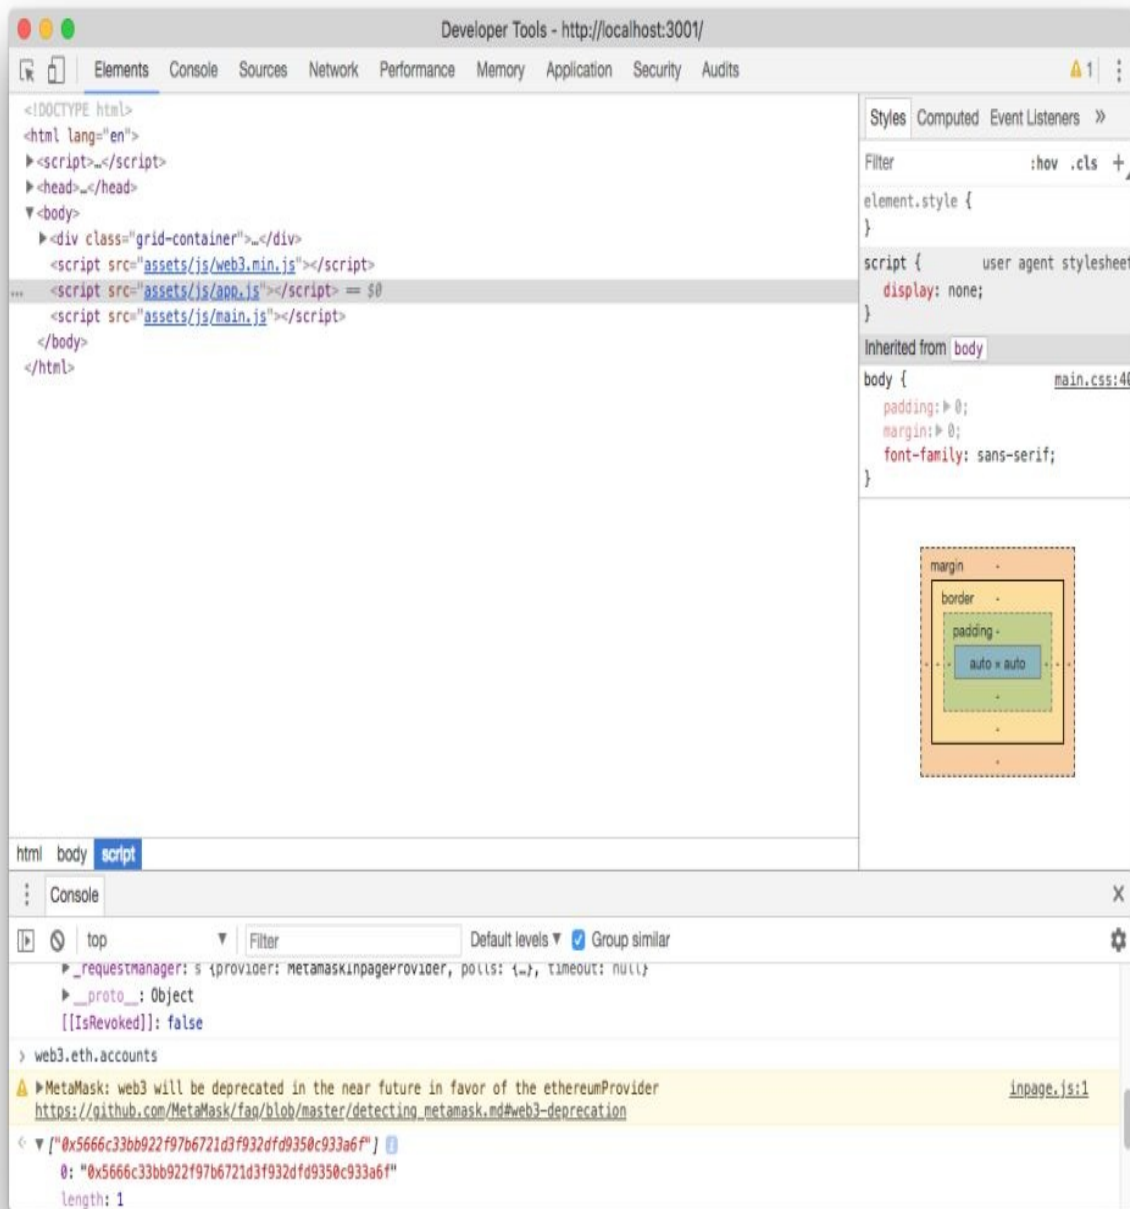 Developer Tools - http://localhost:3001/
Elements Console Sources Network Performance Memory Application Security Audits 1
<!DOCTYPE html>
<html lang="en">
▶<script>…</script>
▶<head>…</head>
▼<body>
▶<div class="grid-container">…</div>
<script src="assets/js/web3.min.js"></script>
… <script src="assets/js/app.js"></script> == $0
<script src="assets/js/main.js"></script>
</body>
</html>
html body script
Styles Computed Event Listeners »
Filter :hov .cls +
element.style {
}
script { user agent stylesheet
display: none;
}
Inherited from body
body { main.css:40
padding:▶ 0;
margin:▶ 0;
font-family: sans-serif;
}
margin -
border -
padding -
- - - auto × auto - - -
-
-
-
Console
top ▼ Filter Default levels ▼ Group similar
▶_requestManager: s {provider: MetamaskInpageProvider, polls: {…}, timeout: null}
▶__proto__: Object
[[IsRevoked]]: false
> web3.eth.accounts
▶MetaMask: web3 will be deprecated in the near future in favor of the ethereumProvider inpage.js:1
https://github.com/MetaMask/faq/blob/master/detecting_metamask.md#web3-deprecation
▼["0x5666c33bb922f97b6721d3f932dfd9350c933a6f"]
0: "0x5666c33bb922f97b6721d3f932dfd9350c933a6f"
length: 1